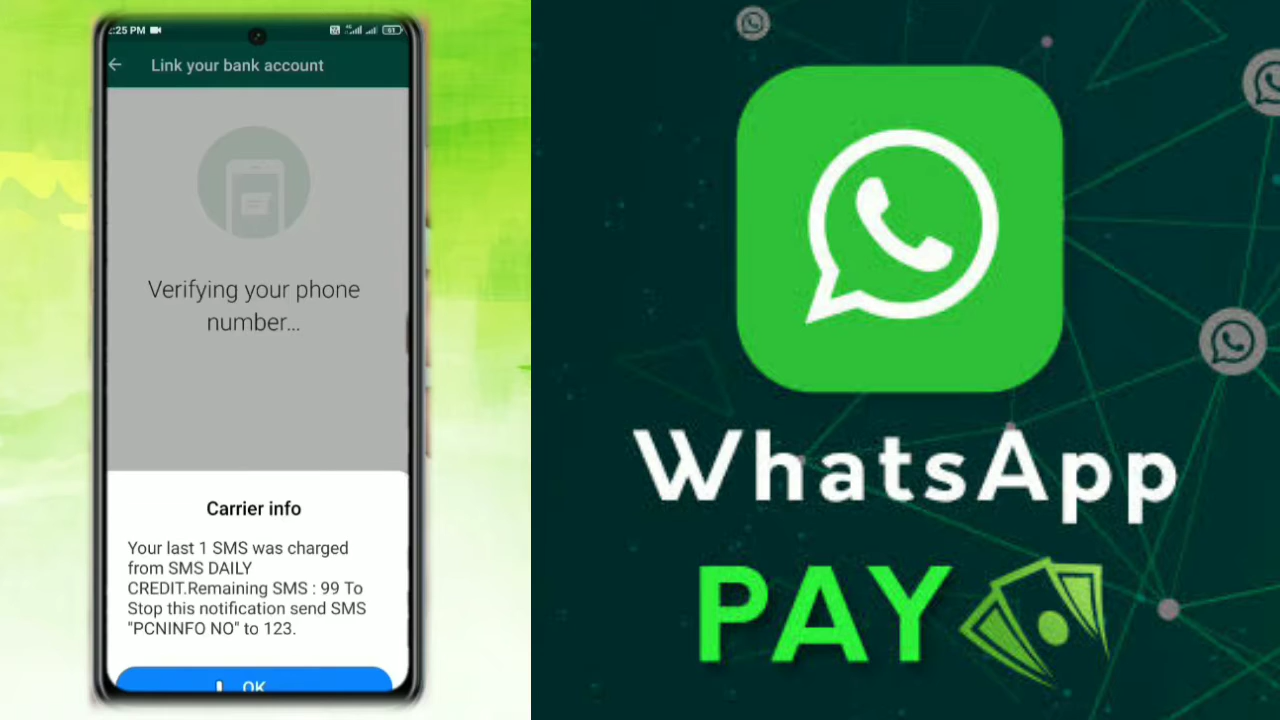 :25 PM
4G
61
Link your bank account
Verifying your phone
number...
Carrier info
Your last 1 SMS was charged
from SMS DAILY
CREDIT.Remaining SMS : 99 To
Stop this notification send SMS
"PCNINFO NO" to 123.
OK
WhatsApp
PAY